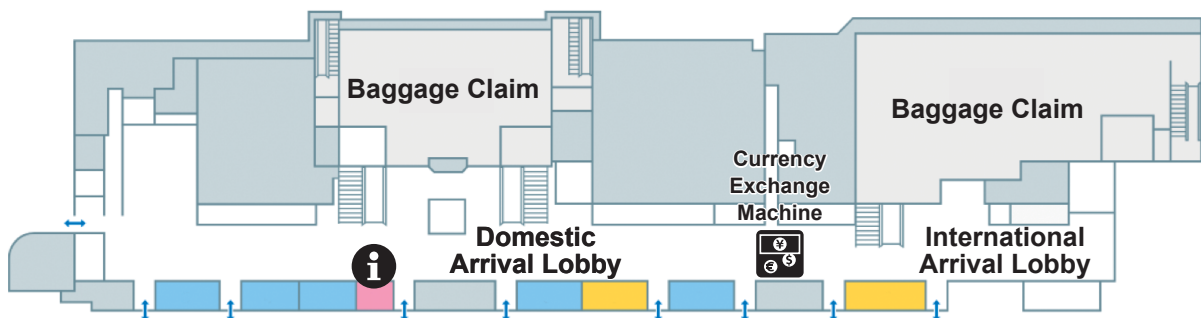 Baggage Claim
Baggage Claim
Currency
Exchange
Machine
¥
$
€
i
Domestic
Arrival Lobby
International
Arrival Lobby